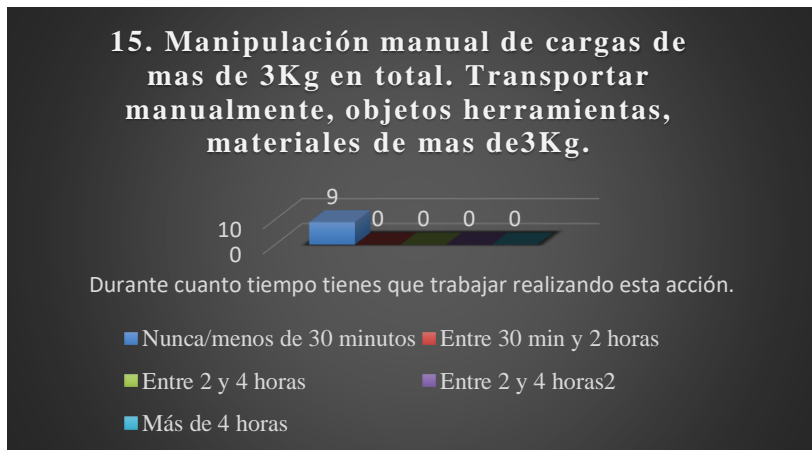 15. Manipulación manual de cargas de
mas de 3Kg en total. Transportar
manualmente, objetos herramientas,
materiales de mas de3Kg.
9
0 0 0 0
10
0
Durante cuanto tiempo tienes que trabajar realizando esta acción.
Nunca/menos de 30 minutos Entre 30 min y 2 horas
Entre 2 y 4 horas Entre 2 y 4 horas2
Más de 4 horas